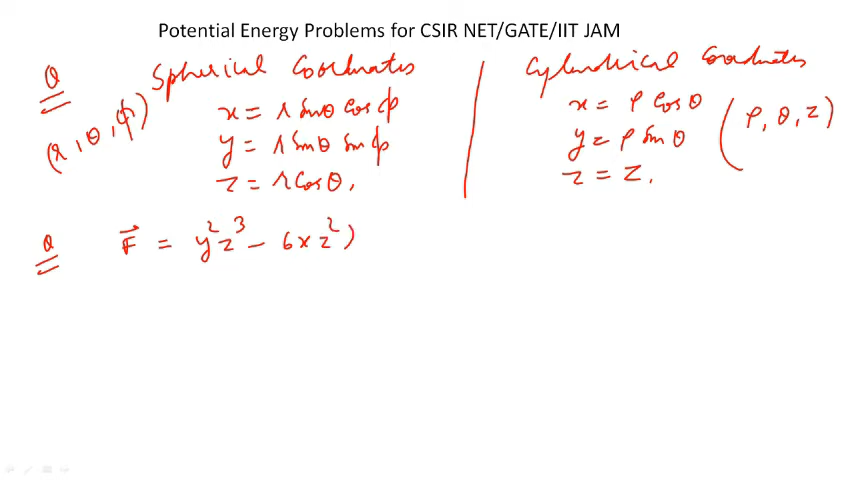 Potential Energy Problems for CSIR NET/GATE/IIT JAM
Q Spherical Coordinates
(r, θ, φ)
x = r sinθ cos φ
y = r sinθ sin φ
z = r cosθ,
Cylindrical Coordinates
x = ρ cosθ
y = ρ sinθ
z = z,
(ρ, θ, z)
Q F⃗ = y²z³ − 6xz²)